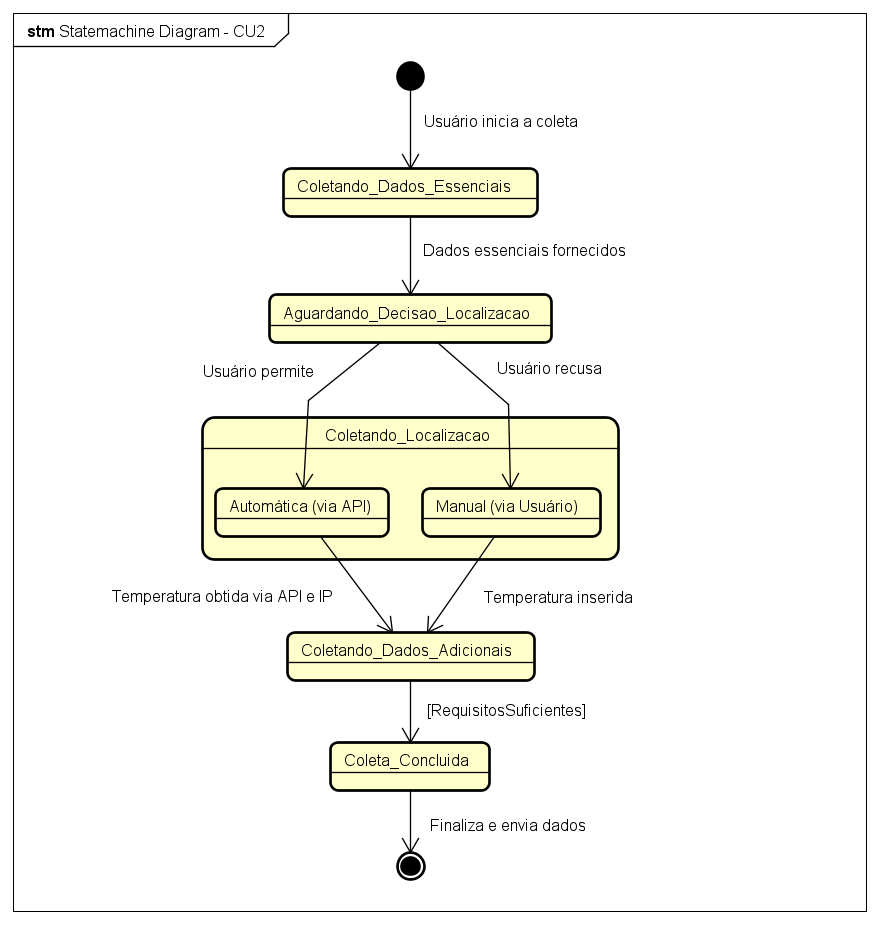 stm Statemachine Diagram - CU2
Usuário inicia a coleta
Coletando_Dados_Essenciais
Dados essenciais fornecidos
Aguardando_Decisao_Localizacao
Usuário permite
Usuário recusa
Coletando_Localizacao
Automática (via API)
Manual (via Usuário)
Temperatura obtida via API e IP
Temperatura inserida
Coletando_Dados_Adicionais
[RequisitosSuficientes]
Coleta_Concluida
Finaliza e envia dados